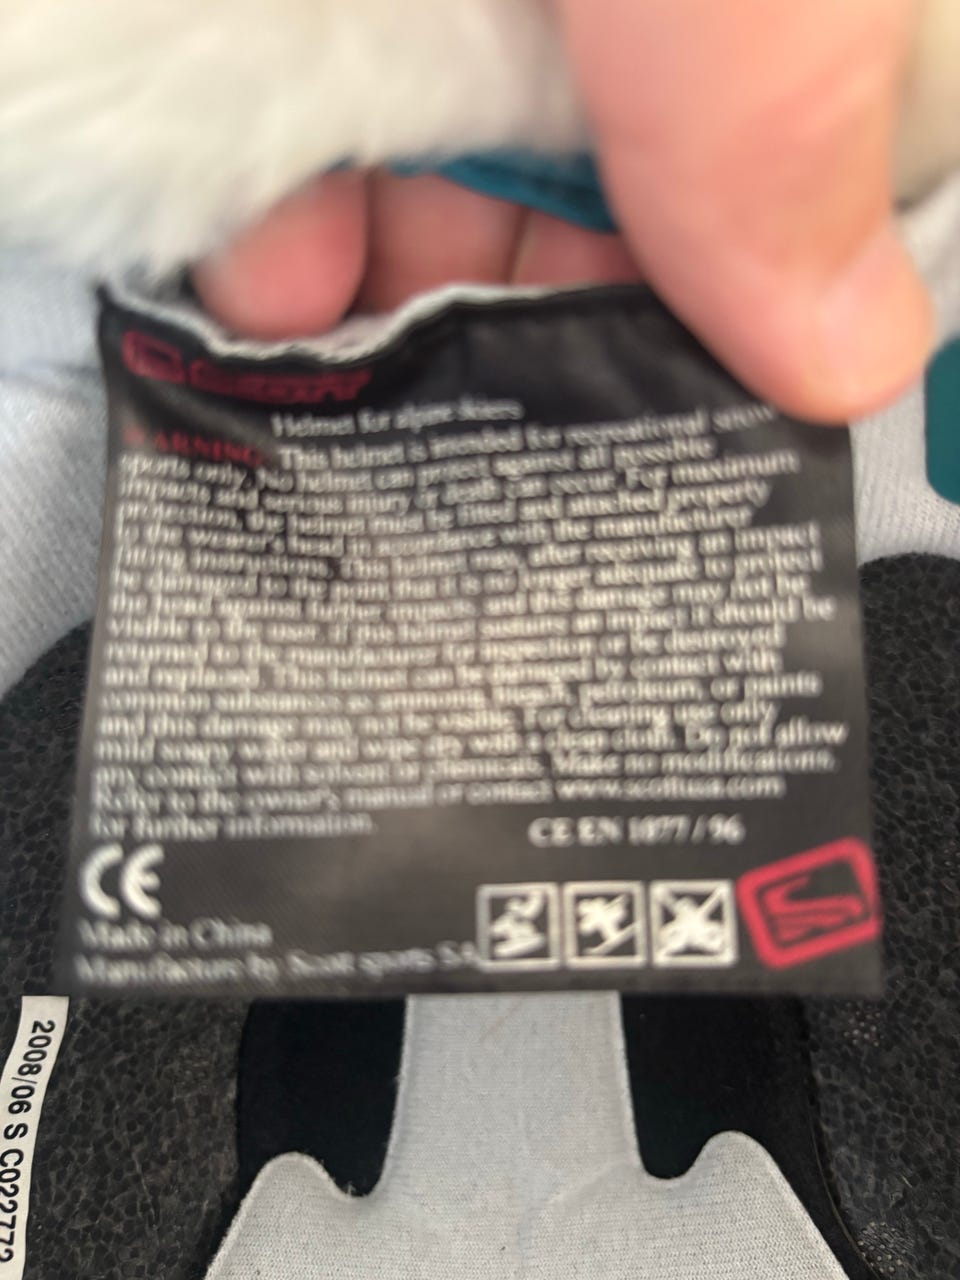 SCOTT
Helmet for alpine skiers
WARNING: This helmet is intended for recreational snow
sports only. No helmet can protect against all possible
impacts and serious injury or death can occur. For maximum
protection, the helmet must be fitted and attached properly
to the wearer's head in accordance with the manufacturer's
This helmet may, after receiving an impact
be damaged to the point that it is no longer adequate to protect
the head against further impacts and the damage may not be
visible to the user. If this helmet sustains an impact, it should be
returned to the manufacturer for inspection or be destroyed
and replaced. This helmet can be damaged by contact with
common substances petroleum, or paints
and this damage may not be visible. For cleaning use only
mild soapy water and wipe dry with a clean cloth. Do not allow
any contact with solvent or chemicals. Make no modifications.
Refer to the owner's manual or contact www.scottusa.com
for further information.
CE EN 1077 / 96
CE
Made in China
Manufacture by Scott sports SA
2008/06 S C022772